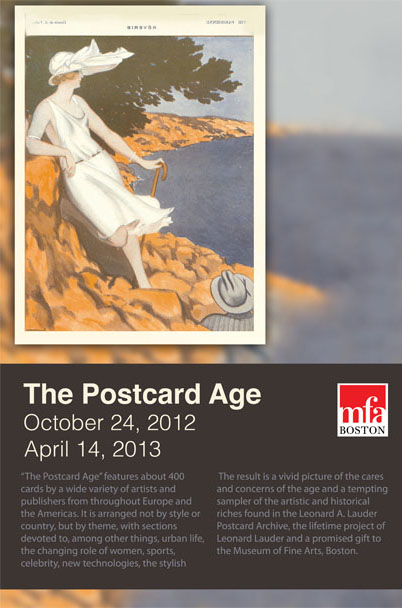 The Postcard Age
October 24, 2012
April 14, 2013
mfa
BOSTON
“The Postcard Age” features about 400
cards by a wide variety of artists and
publishers from throughout Europe and
the Americas. It is arranged not by style or
country, but by theme, with sections
devoted to, among other things, urban life,
the changing role of women, sports,
celebrity, new technologies, the stylish
The result is a vivid picture of the cares
and concerns of the age and a tempting
sampler of the artistic and historical
riches found in the Leonard A. Lauder
Postcard Archive, the lifetime project of
Leonard Lauder and a promised gift to
the Museum of Fine Arts, Boston.